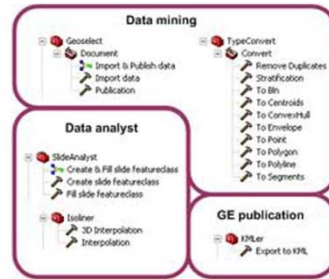 Data mining
Geoselect
Document
Import & Publish data
Import data
Publication
TypeConvert
Convert
Remove Duplicates
Stratification
To Bln
To Centroids
To ConvexHull
To Envelope
To Point
To Polygon
To Polyline
To Segments
Data analyst
SlideAnalyst
Create & Fill slide featureclass
Create slide featureclass
Fill slide featureclass
Isoliner
3D Interpolation
Interpolation
GE publication
KMLer
Export to KML